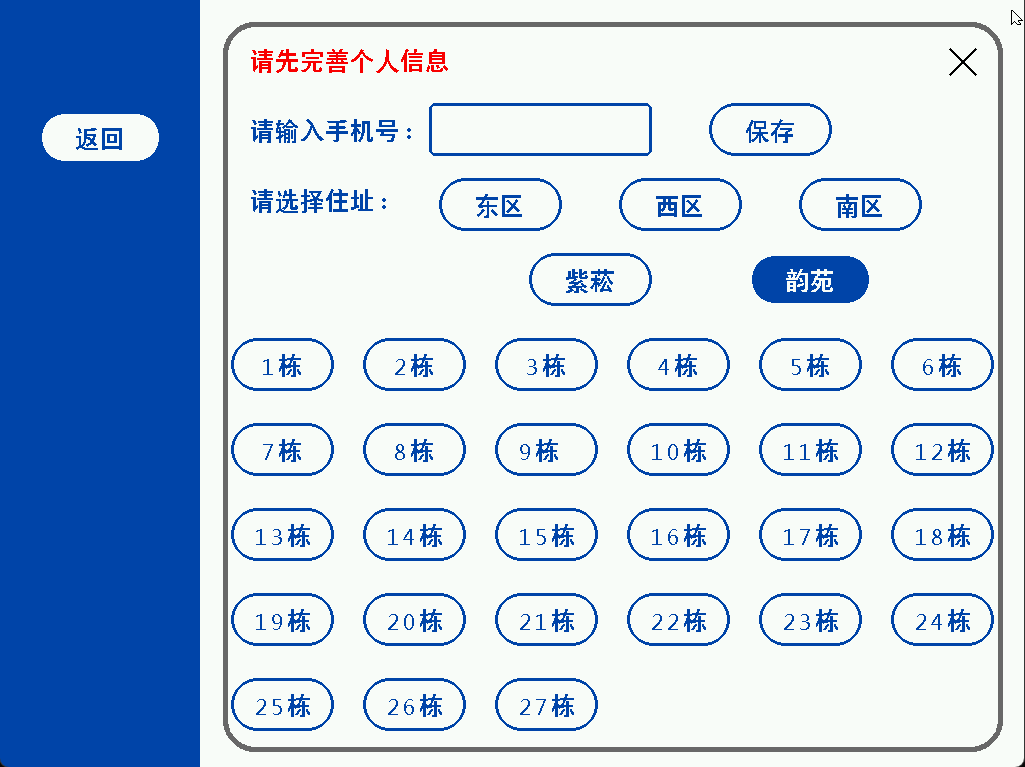 请先完善个人信息
返回
请输入手机号： 保存
请选择住址： 东区 西区 南区
紫菘 韵苑
1栋 2栋 3栋 4栋 5栋 6栋
7栋 8栋 9栋 10栋 11栋 12栋
13栋 14栋 15栋 16栋 17栋 18栋
19栋 20栋 21栋 22栋 23栋 24栋
25栋 26栋 27栋